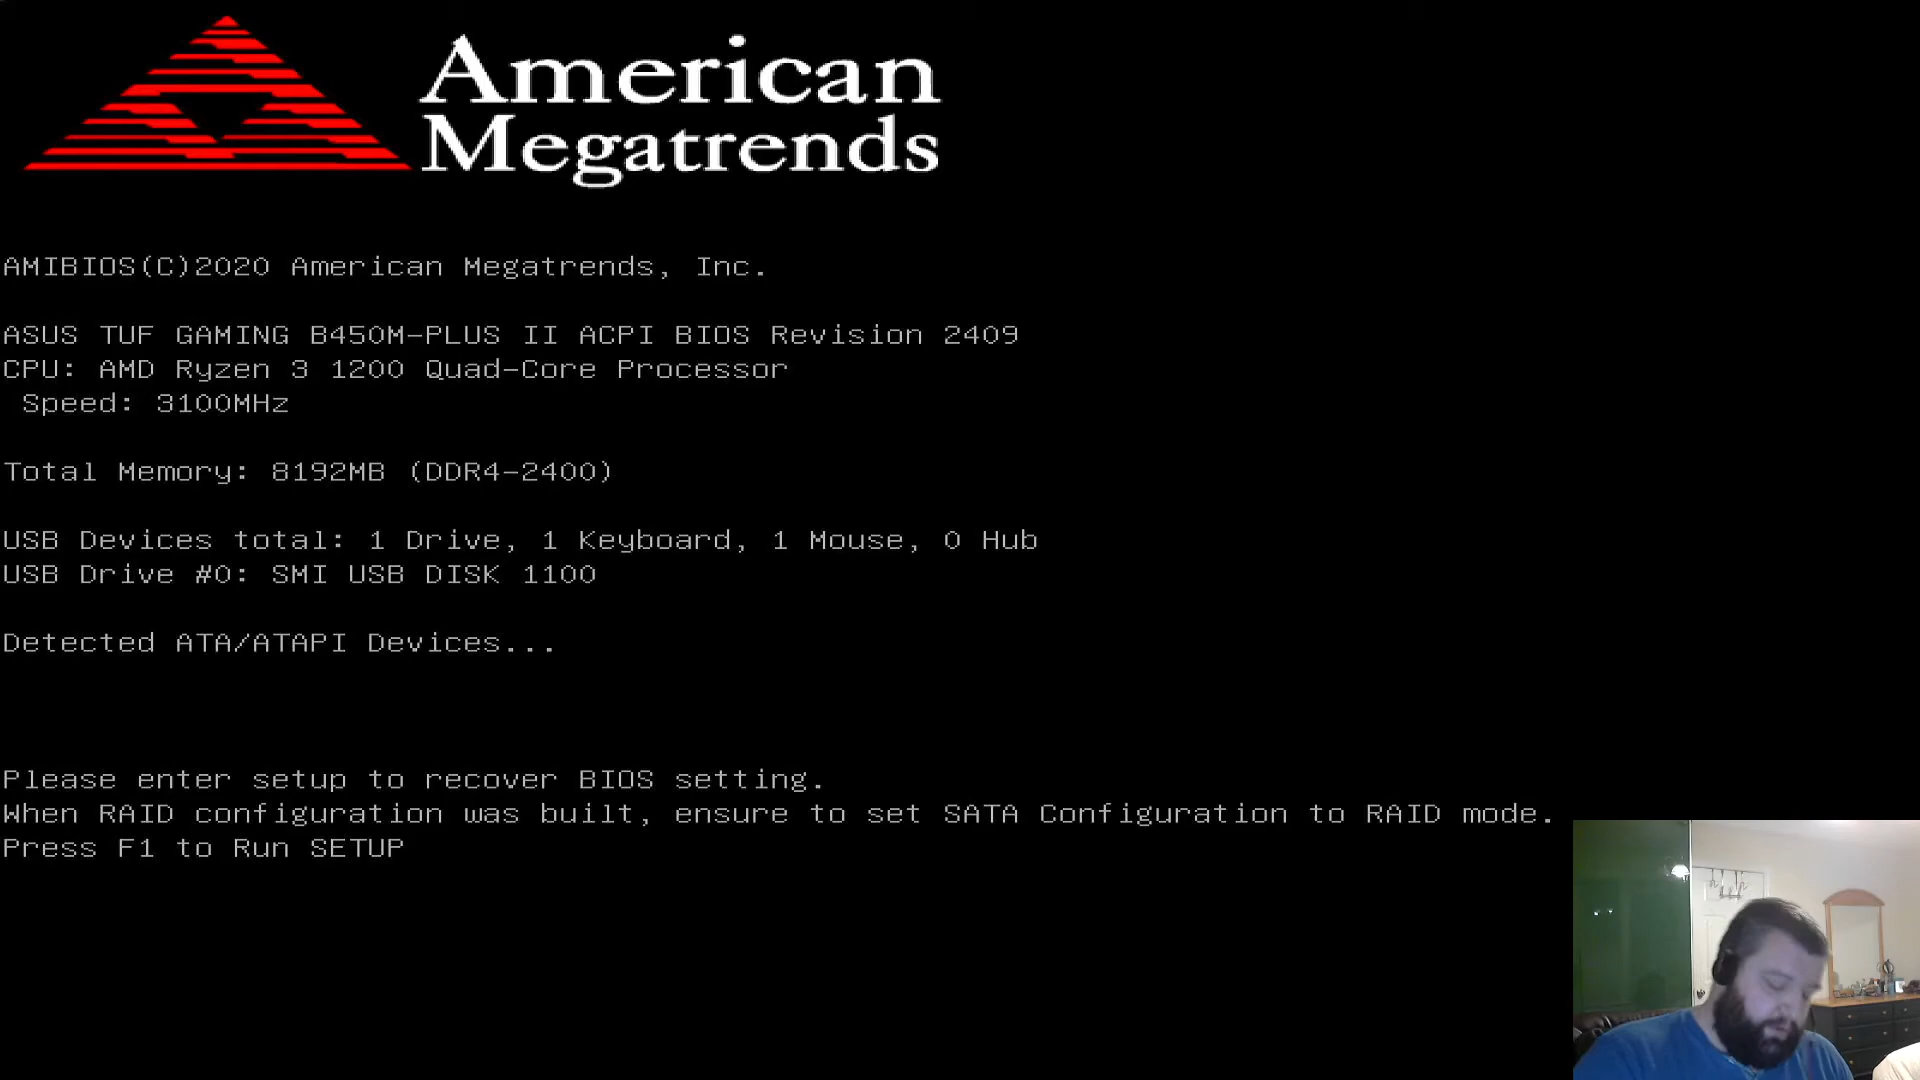 American
Megatrends
AMIBIOS(C)2020 American Megatrends, Inc.
ASUS TUF GAMING B450M-PLUS II ACPI BIOS Revision 2409
CPU: AMD Ryzen 3 1200 Quad-Core Processor
Speed: 3100MHz
Total Memory: 8192MB (DDR4-2400)
USB Devices total: 1 Drive, 1 Keyboard, 1 Mouse, 0 Hub
USB Drive #0: SMI USB DISK 1100
Detected ATA/ATAPI Devices...
Please enter setup to recover BIOS setting.
When RAID configuration was built, ensure to set SATA Configuration to RAID mode.
Press F1 to Run SETUP